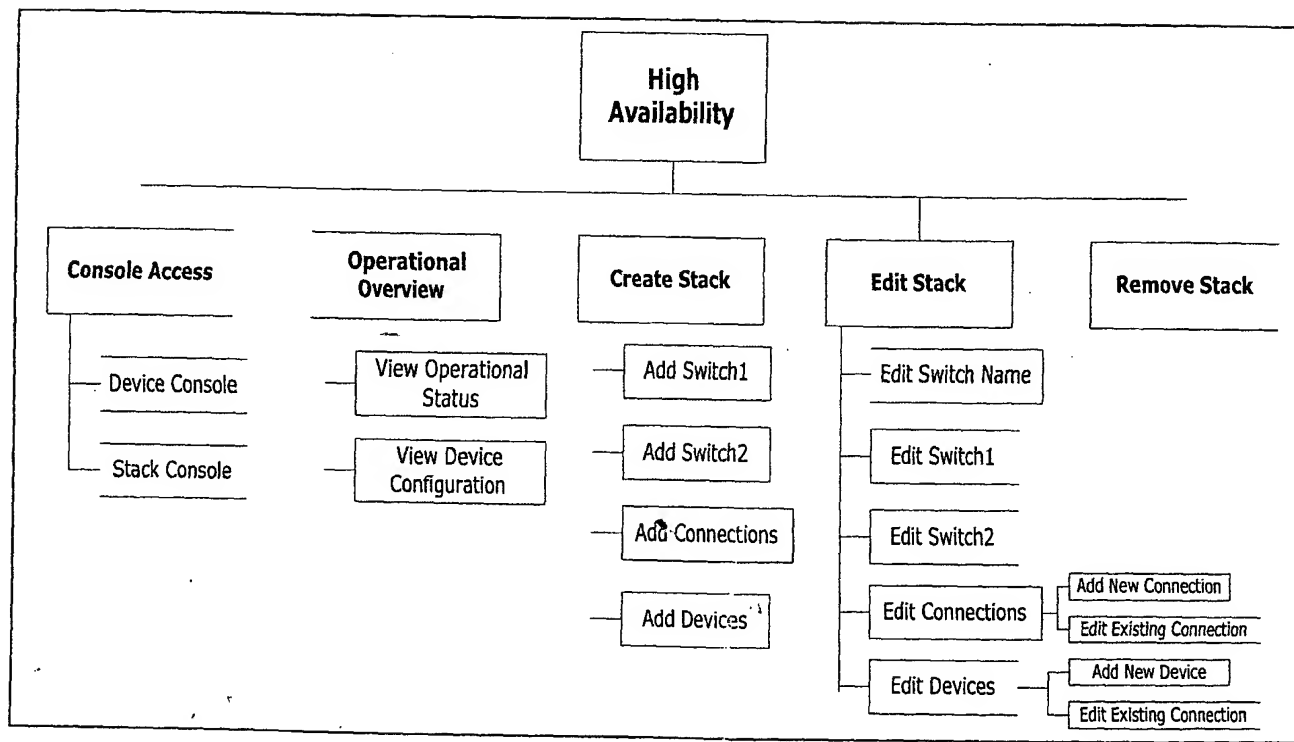 High
Availability
Console Access
Operational
Overview
Create Stack
Edit Stack
Remove Stack
Device Console
Stack Console
View Operational
Status
View Device
Configuration
Add Switch1
Add Switch2
Add Connections
Add Devices
Edit Switch Name
Edit Switch1
Edit Switch2
Edit Connections
Add New Connection
Edit Existing Connection
Edit Devices
Add New Device
Edit Existing Connection